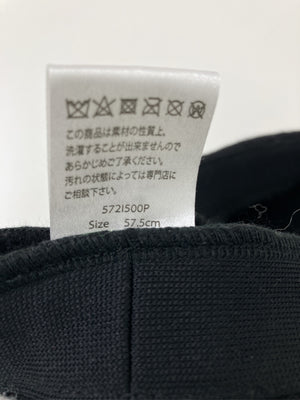 この商品は素材の性質上、
洗濯することが出来ませんので
あらかじめご了承ください。
汚れの状態によっては専門店に
ご相談下さい。
572I500P
Size 57.5cm